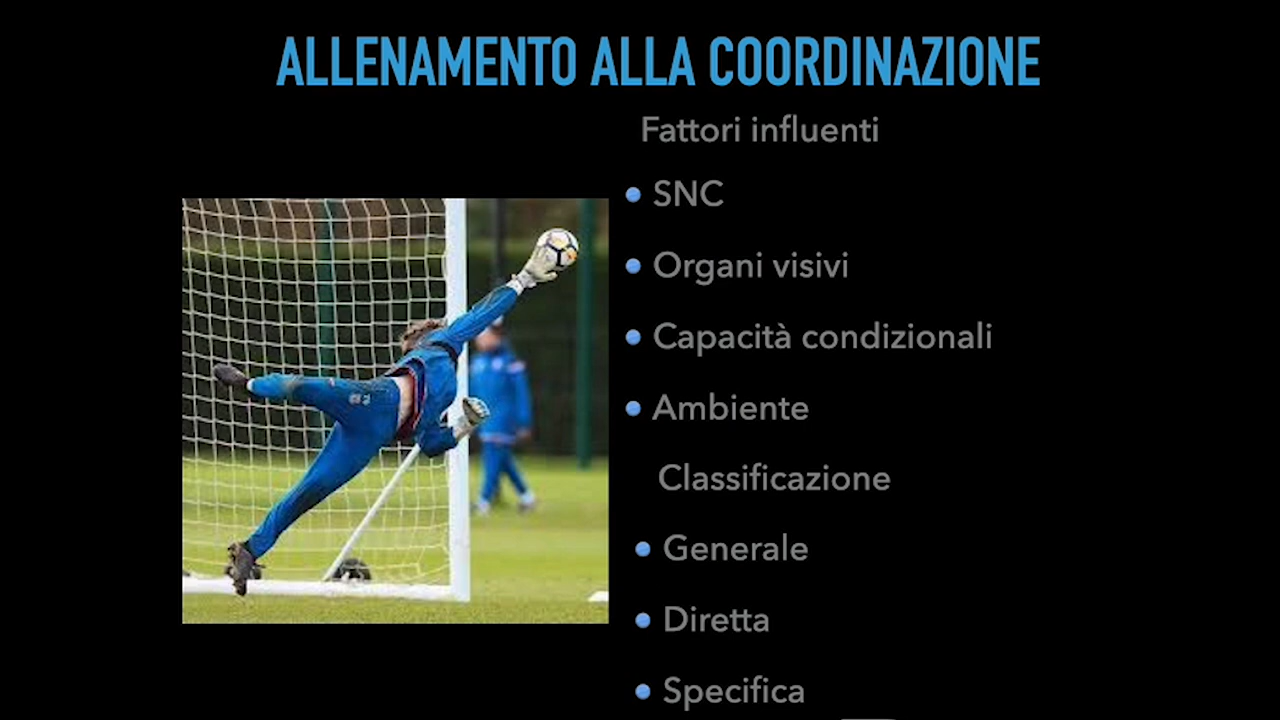 ALLENAMENTO ALLA COORDINAZIONE
Fattori influenti
SNC
Organi visivi
Capacità condizionali
Ambiente
Classificazione
Generale
Diretta
Specifica